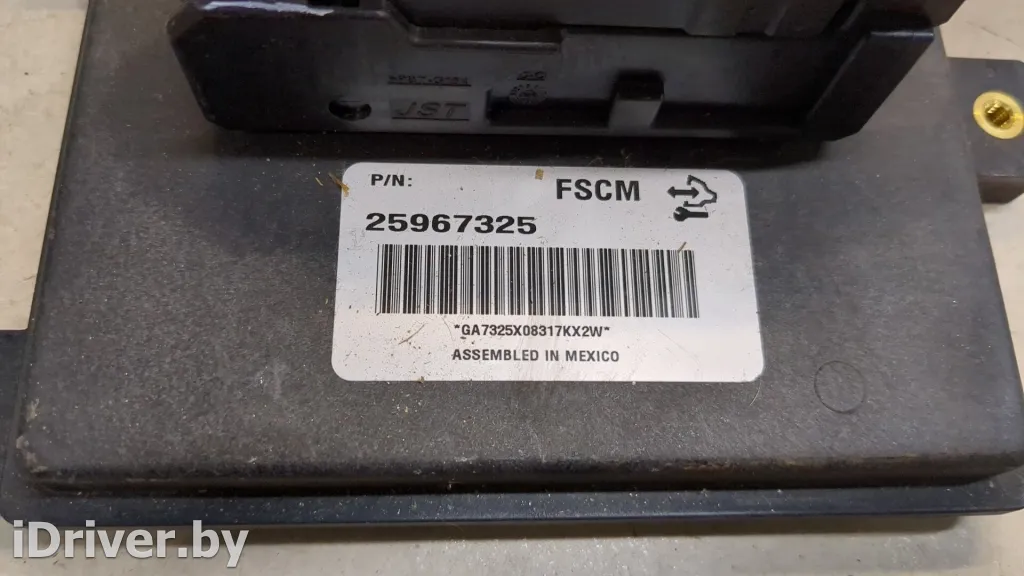 JST
P/N:
FSCM
25967325
*GA7325X08317KX2W*
ASSEMBLED IN MEXICO
iDriver.by